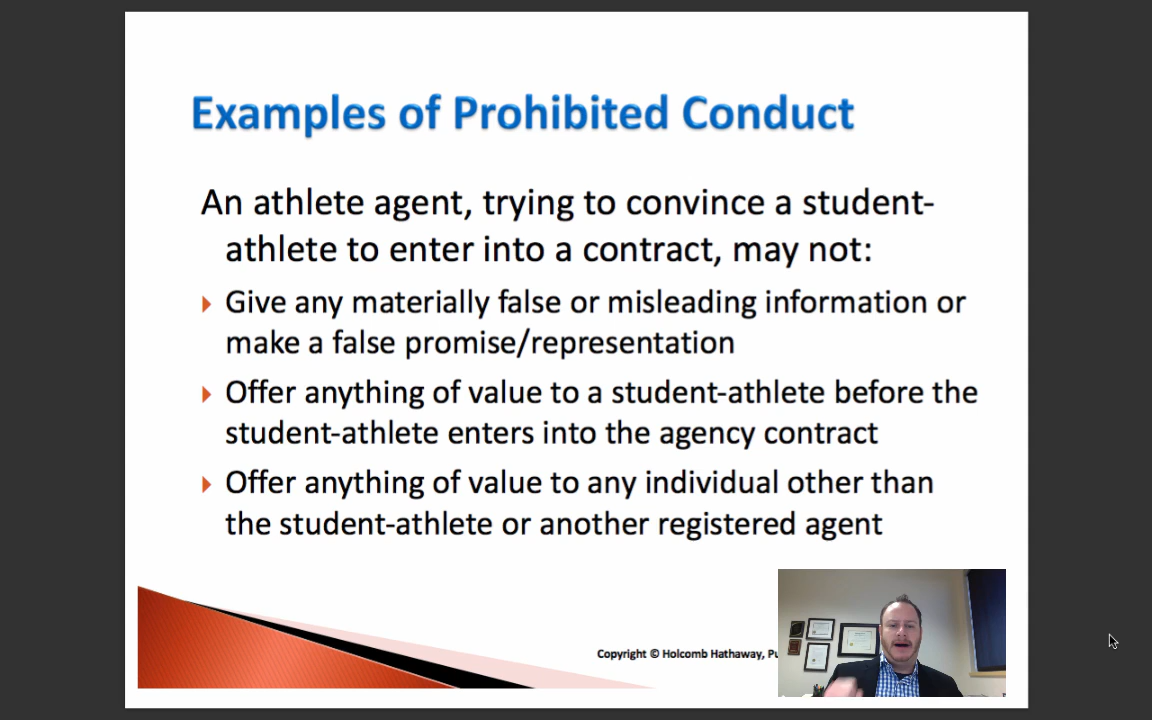 Examples of Prohibited Conduct
An athlete agent, trying to convince a student-
athlete to enter into a contract, may not:
Give any materially false or misleading information or
make a false promise/representation
Offer anything of value to a student-athlete before the
student-athlete enters into the agency contract
Offer anything of value to any individual other than
the student-athlete or another registered agent
Copyright © Holcomb Hathaway,